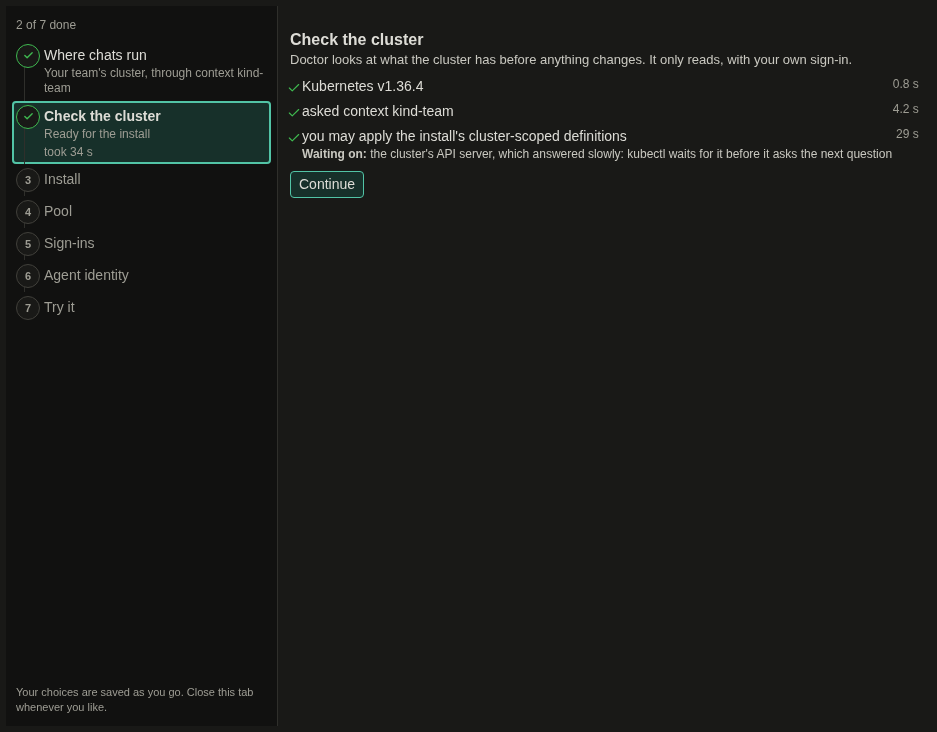 2 of 7 done
Where chats run
Your team's cluster, through context kind-
team
Check the cluster
Ready for the install
took 34 s
3 Install
4 Pool
5 Sign-ins
6 Agent identity
7 Try it
Your choices are saved as you go. Close this tab
whenever you like.
Check the cluster
Doctor looks at what the cluster has before anything changes. It only reads, with your own sign-in.
Kubernetes v1.36.4 0.8 s
asked context kind-team 4.2 s
you may apply the install's cluster-scoped definitions 29 s
Waiting on: the cluster's API server, which answered slowly: kubectl waits for it before it asks the next question
Continue